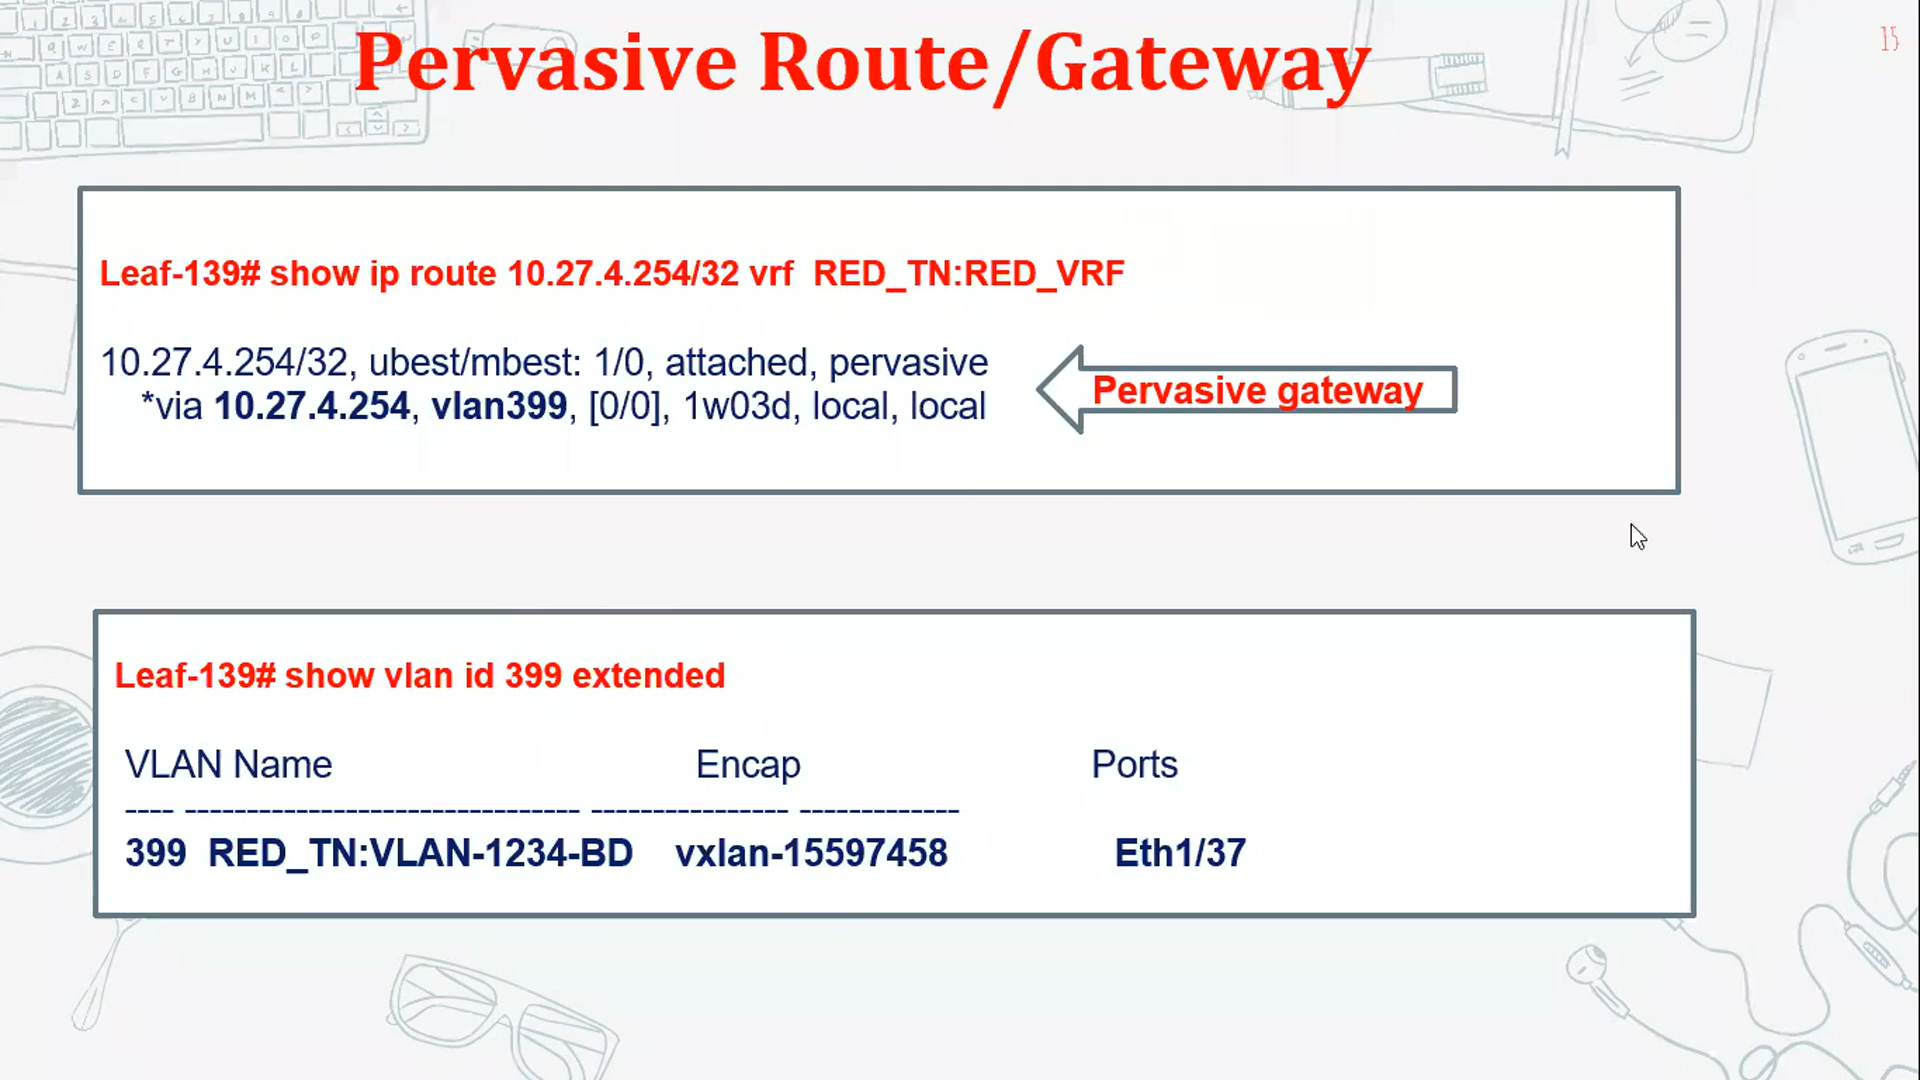 Pervasive Route/Gateway
15
Leaf-139# show ip route 10.27.4.254/32 vrf  RED_TN:RED_VRF
10.27.4.254/32, ubest/mbest: 1/0, attached, pervasive
*via 10.27.4.254, vlan399, [0/0], 1w03d, local, local
Pervasive gateway
Leaf-139# show vlan id 399 extended
VLAN Name Encap Ports
---- -------------------------------- ---------------- -------------
399 RED_TN:VLAN-1234-BD vxlan-15597458 Eth1/37